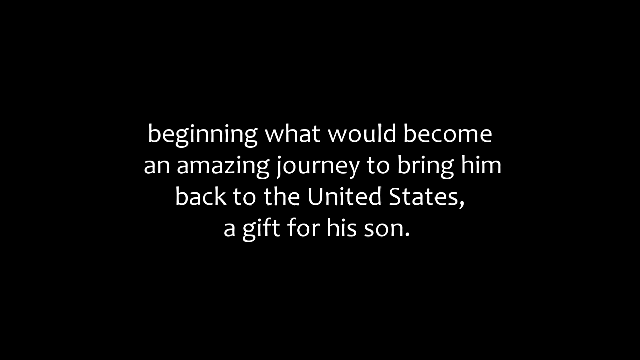 beginning what would become
an amazing journey to bring him
back to the United States,
a gift for his son.